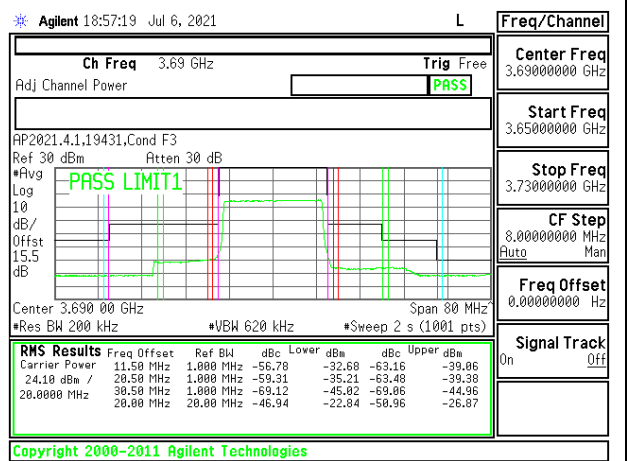 Agilent 18:57:19 Jul 6, 2021 L
Freq/Channel
Ch Freq 3.69 GHz Trig Free
Adj Channel Power PASS
Center Freq
3.69000000 GHz
Start Freq
3.65000000 GHz
Stop Freq
3.73000000 GHz
CF Step
8.00000000 MHz
Auto Man
Freq Offset
0.00000000 Hz
Signal Track
On Off
AP2021.4.1,19431,Cond F3
Ref 30 dBm Atten 30 dB
#Avg
Log
10
dB/
Offst
15.5
dB
PASS LIMIT1
Center 3.690 00 GHz Span 80 MHz^
#Res BW 200 kHz #VBW 620 kHz #Sweep 2 s (1001 pts)
RMS Results Freq Offset Ref BW dBc Lower dBm dBc Upper dBm
Carrier Power 11.50 MHz 1.000 MHz -56.78 -32.68 -63.16 -39.06
24.10 dBm / 20.50 MHz 1.000 MHz -59.31 -35.21 -63.48 -39.38
20.0000 MHz 30.50 MHz 1.000 MHz -69.12 -45.02 -69.06 -44.96
20.00 MHz 20.00 MHz -46.94 -22.84 -50.96 -26.87
Copyright 2000-2011 Agilent Technologies